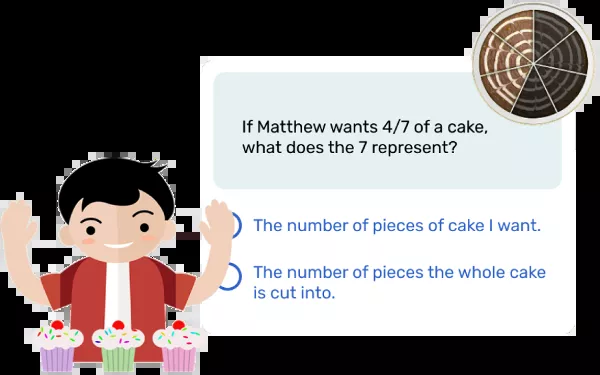 If Matthew wants 4/7 of a cake,
what does the 7 represent?
The number of pieces of cake I want.
The number of pieces the whole cake
is cut into.